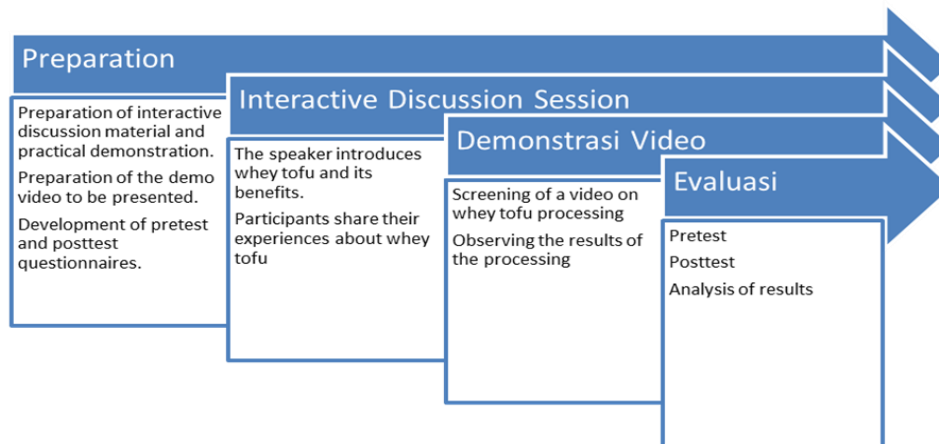 Preparation
Preparation of interactive
discussion material and
practical demonstration.
Preparation of the demo
video to be presented.
Development of pretest
and posttest
questionnaires.
Interactive Discussion Session
The speaker introduces
whey tofu and its
benefits.
Participants share their
experiences about whey
tofu
Demonstrasi Video
Screening of a video on
whey tofu processing
Observing the results of
the processing
Evaluasi
Pretest
Posttest
Analysis of results